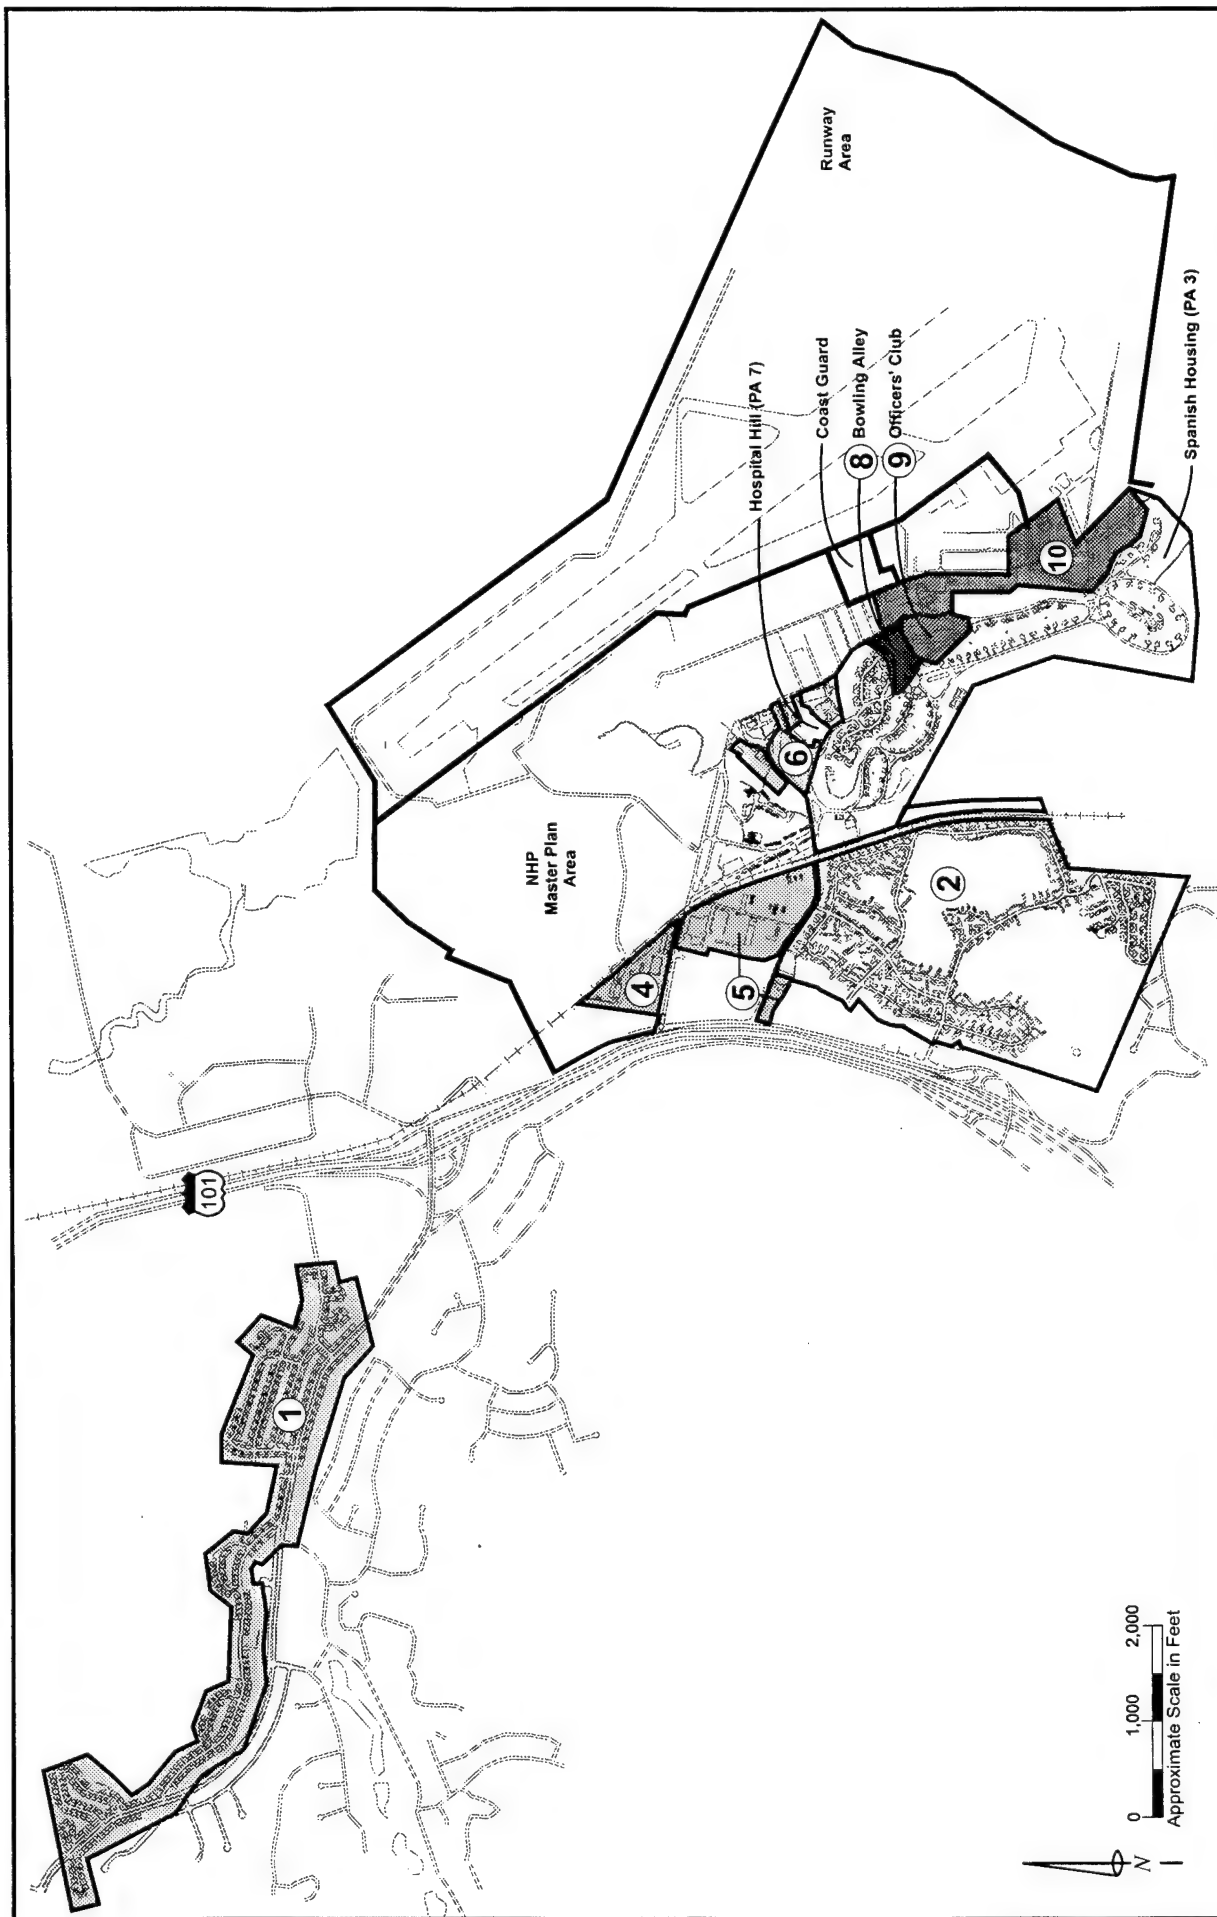 Runway
Area
NHP
Master Plan
Area
Hospital Hill (PA 7)
Coast Guard
8 Bowling Alley
9 Officers' Club
Spanish Housing (PA 3)
10
6
2
4
5
101
1
0 1,000 2,000
Approximate Scale in Feet
N